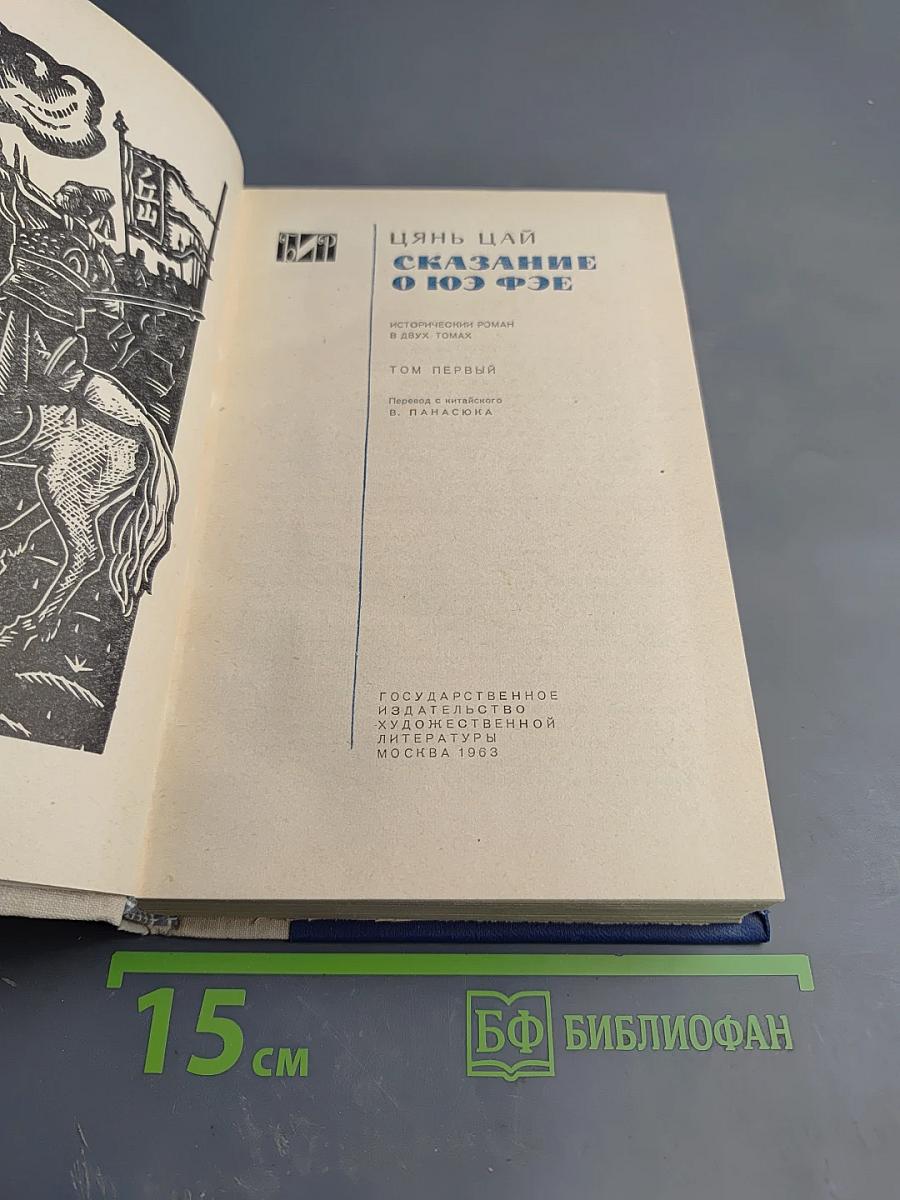 БИР
ЦЯНЬ ЦАЙ
СКАЗАНИЕ
О ЮЭ ФЭЕ
ИСТОРИЧЕСКИЙ РОМАН
В ДВУХ ТОМАХ
ТОМ ПЕРВЫЙ
Перевод с китайского
В. ПАНАСЮКА
ГОСУДАРСТВЕННОЕ
ИЗДАТЕЛЬСТВО
ХУДОЖЕСТВЕННОЙ
ЛИТЕРАТУРЫ
МОСКВА 1963
15 см
БФ БИБЛИОФАН